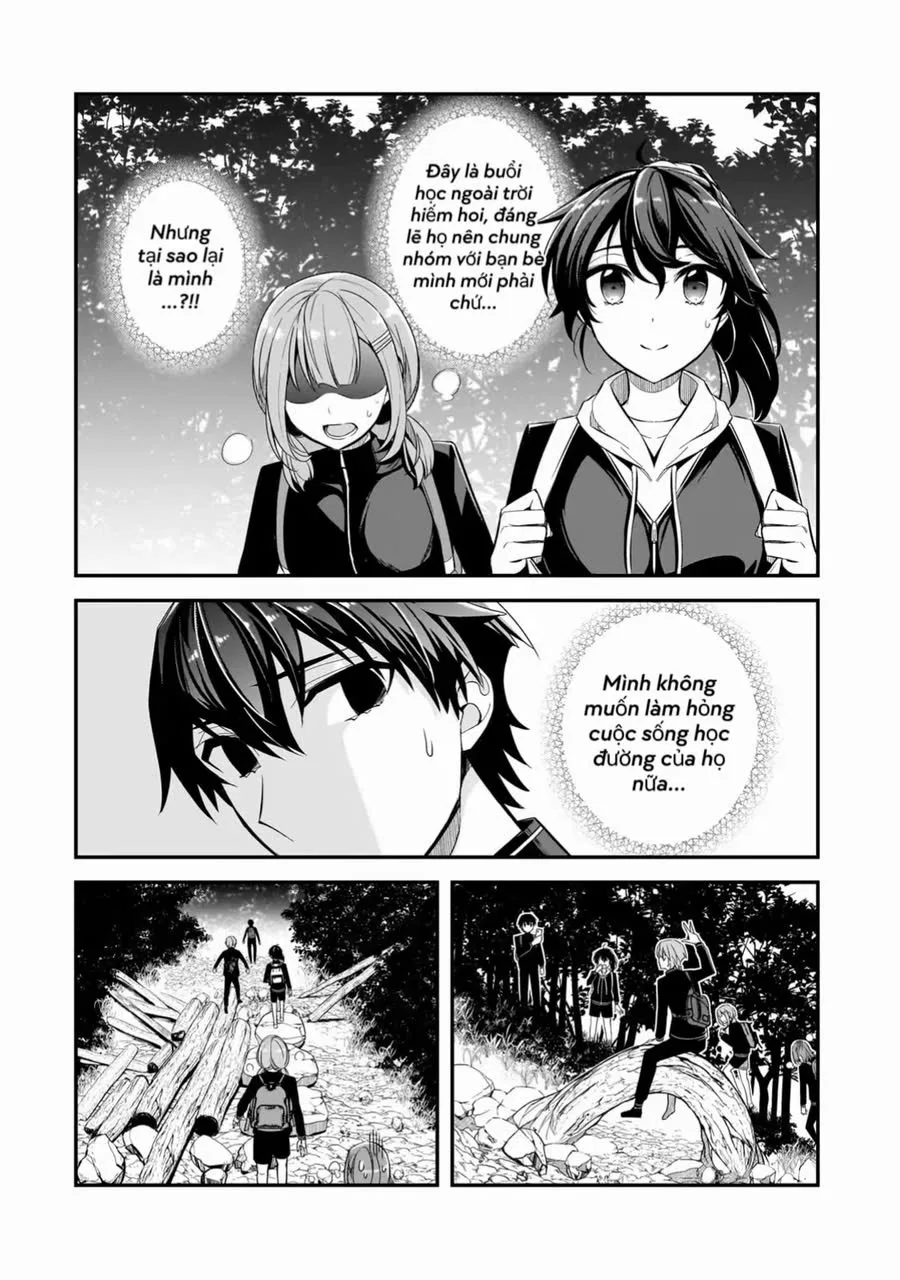 Đây là buổi
học ngoài trời
hiếm hoi, đáng
lẽ họ nên chung
nhóm với bạn bè
mình mới phải
chứ...
Nhưng
tại sao lại
là mình
...?!!
Mình không
muốn làm hỏng
cuộc sống học
đường của họ
nữa...